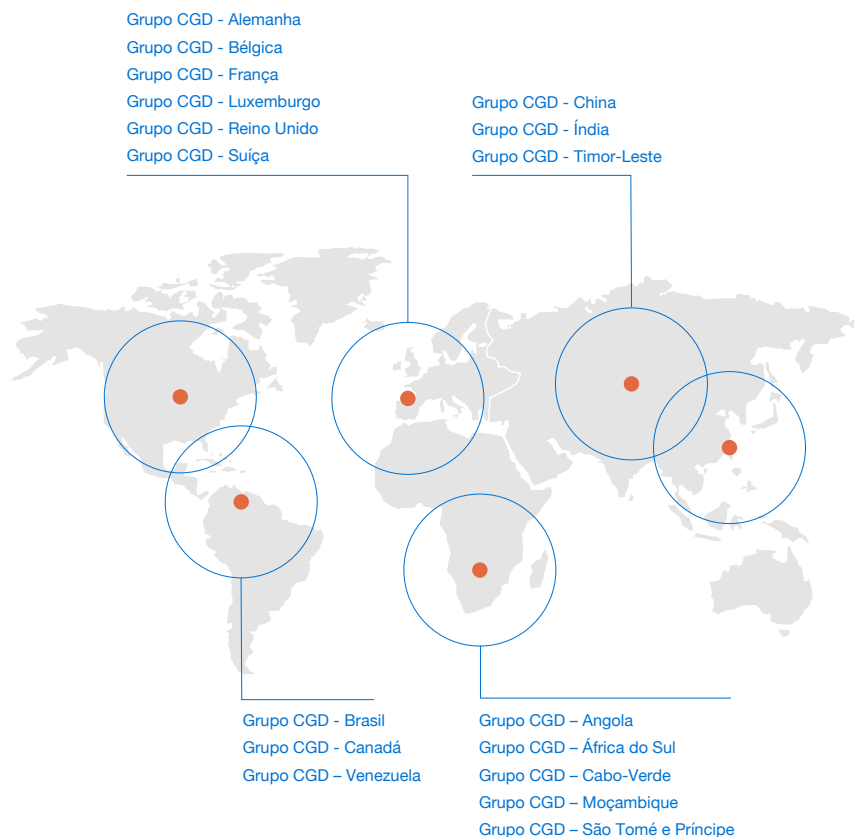 Grupo CGD - Alemanha
Grupo CGD - Bélgica
Grupo CGD - França
Grupo CGD - Luxemburgo
Grupo CGD - Reino Unido
Grupo CGD - Suíça
Grupo CGD - China
Grupo CGD - Índia
Grupo CGD - Timor-Leste
Grupo CGD - Brasil
Grupo CGD - Canadá
Grupo CGD – Venezuela
Grupo CGD – Angola
Grupo CGD – África do Sul
Grupo CGD – Cabo-Verde
Grupo CGD – Moçambique
Grupo CGD – São Tomé e Príncipe